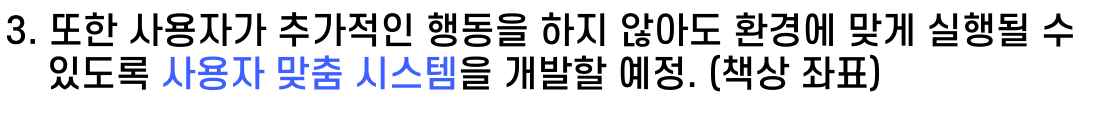 3. 또한 사용자가 추가적인 행동을 하지 않아도 환경에 맞게 실행될 수
있도록 사용자 맞춤 시스템을 개발할 예정. (책상 좌표)